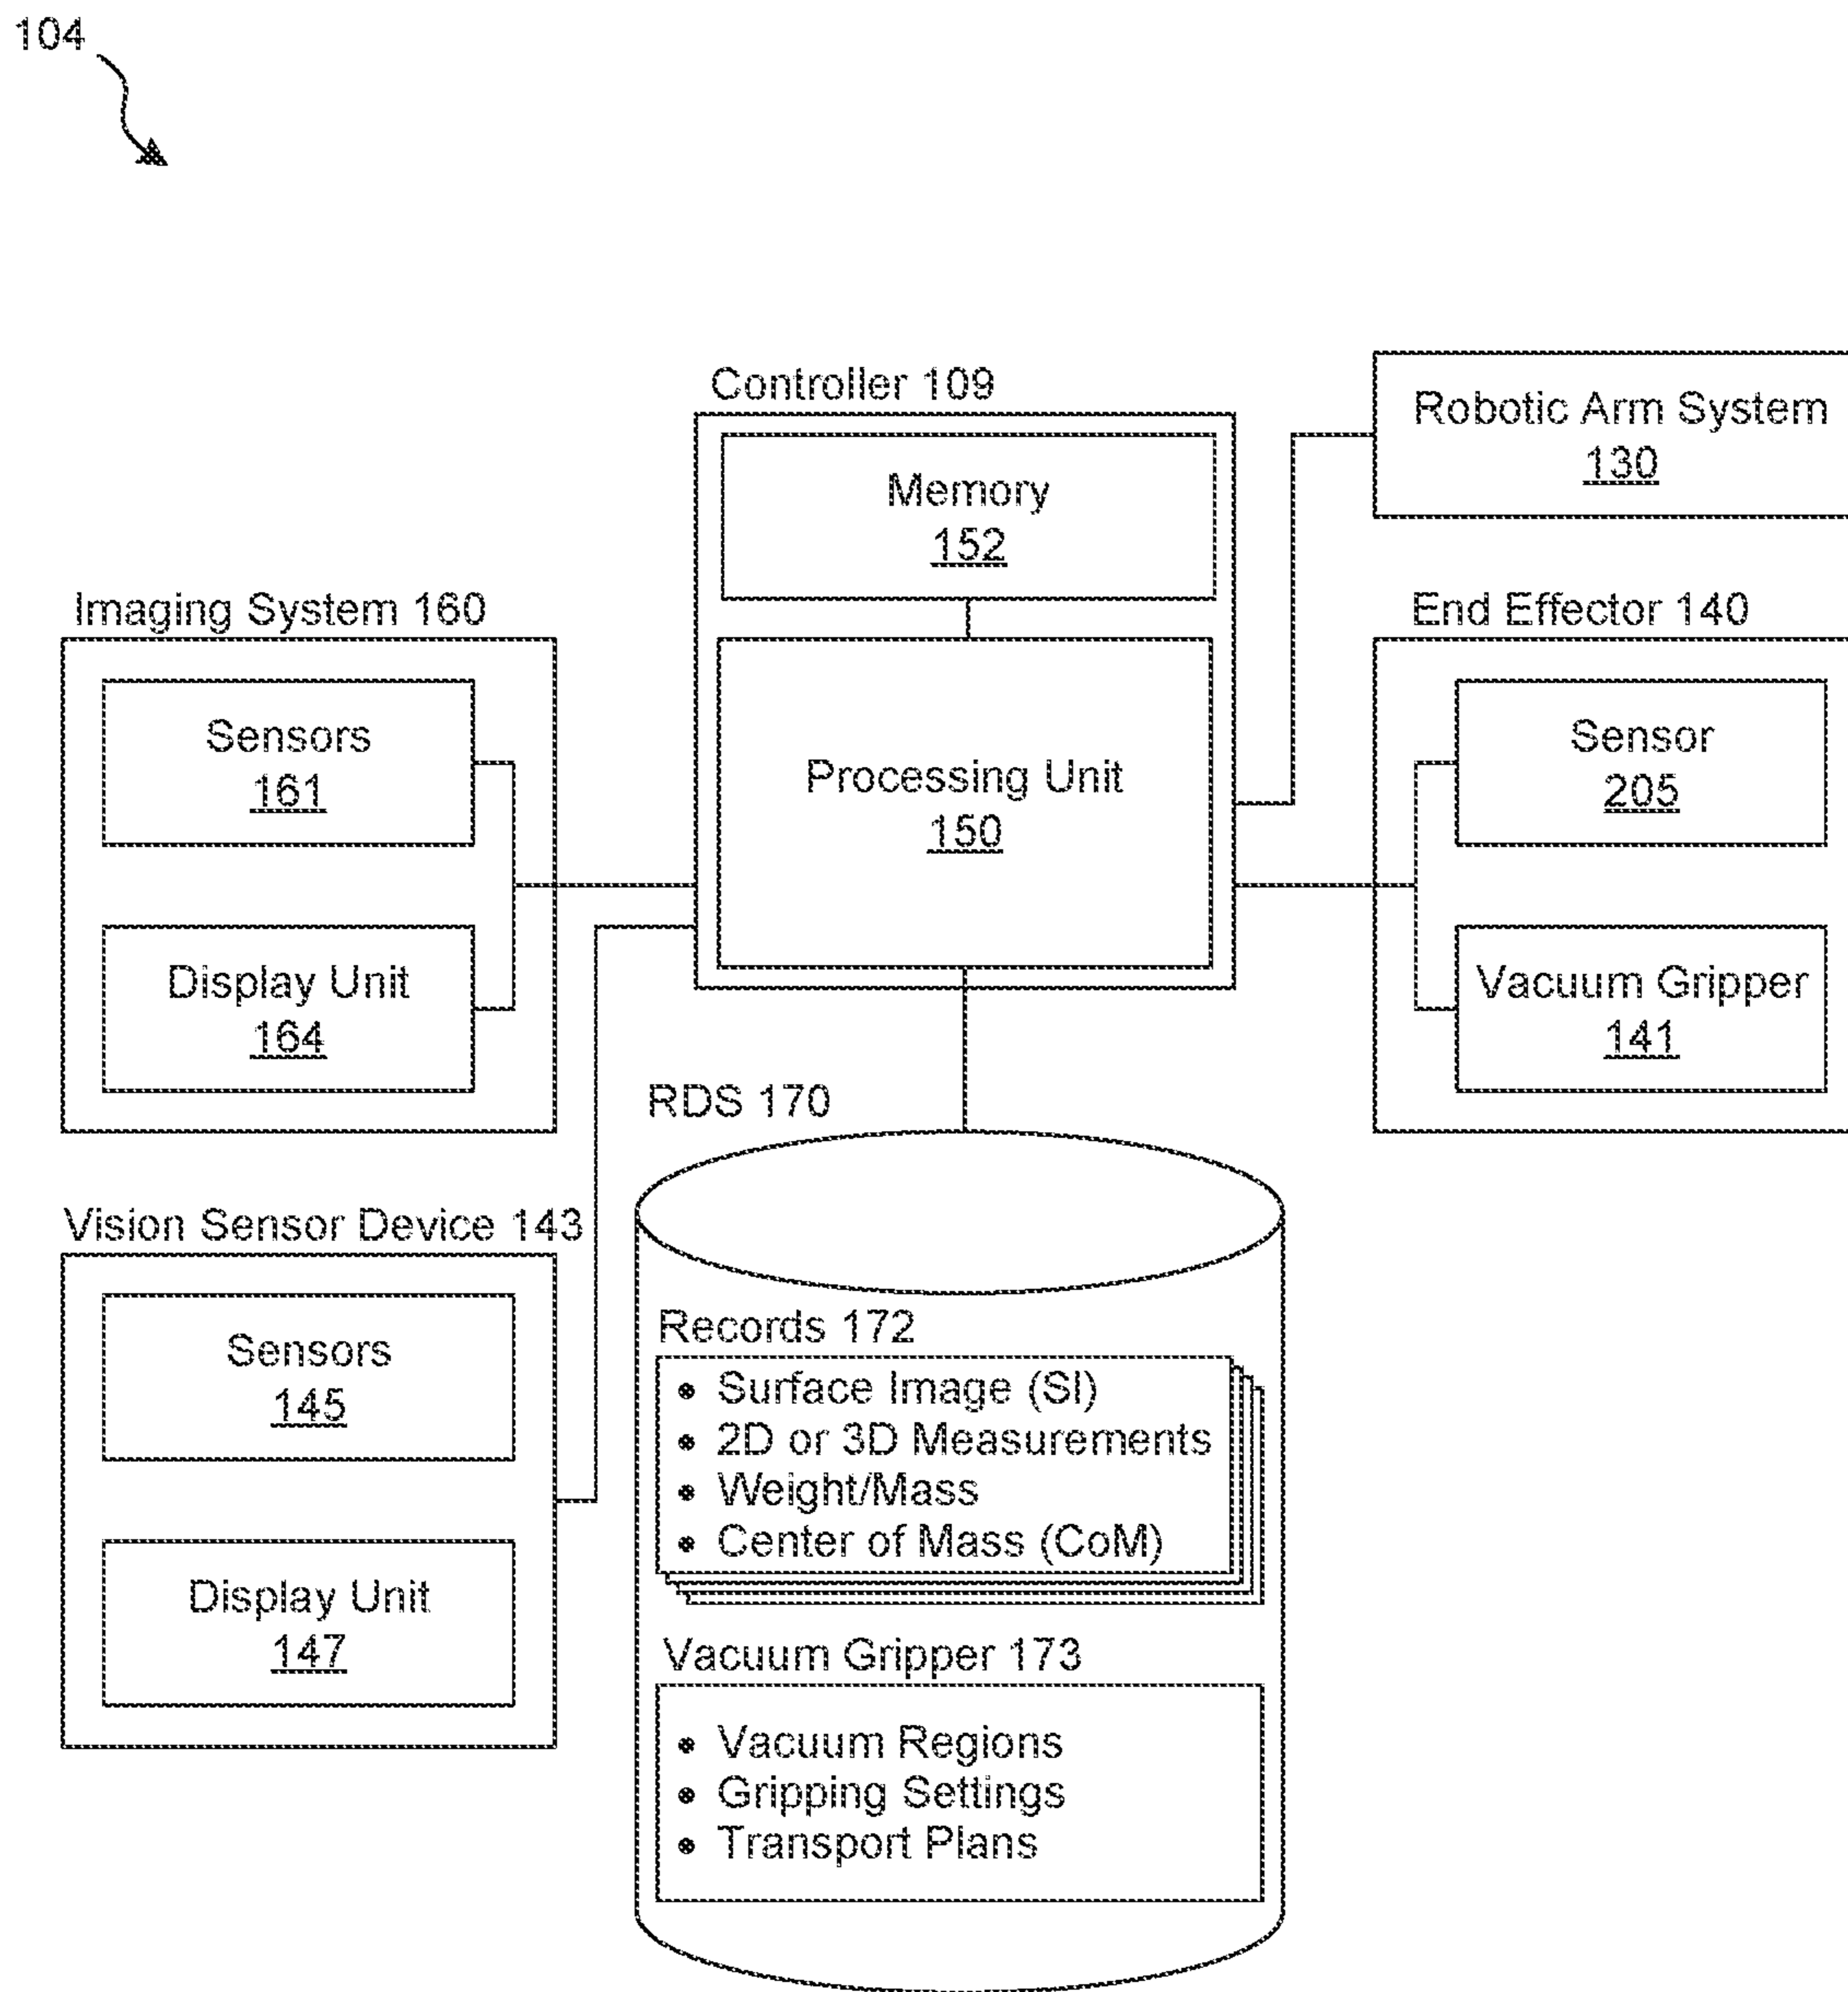 104
Controller 109
Memory
152
Processing Unit
150
Robotic Arm System
130
Imaging System 160
Sensors
161
Display Unit
164
End Effector 140
Sensor
205
Vacuum Gripper
141
Vision Sensor Device 143
Sensors
145
Display Unit
147
RDS 170
Records 172
• Surface Image (SI)
• 2D or 3D Measurements
• Weight/Mass
• Center of Mass (CoM)
Vacuum Gripper 173
• Vacuum Regions
• Gripping Settings
• Transport Plans